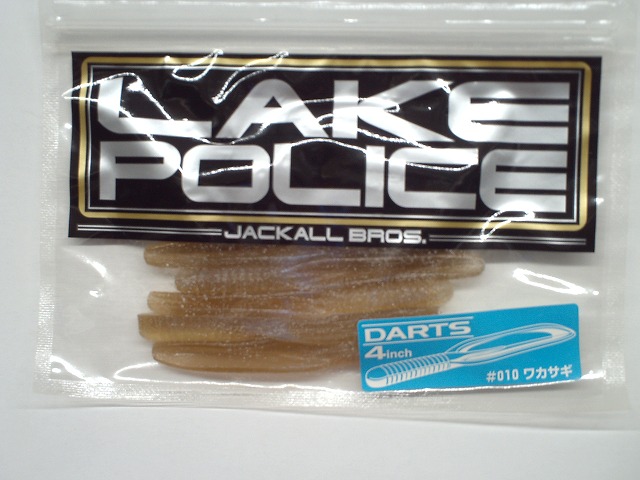 LAKE
POLICE
JACKALL BROS.
DARTS
4inch
#010 ワカサギ